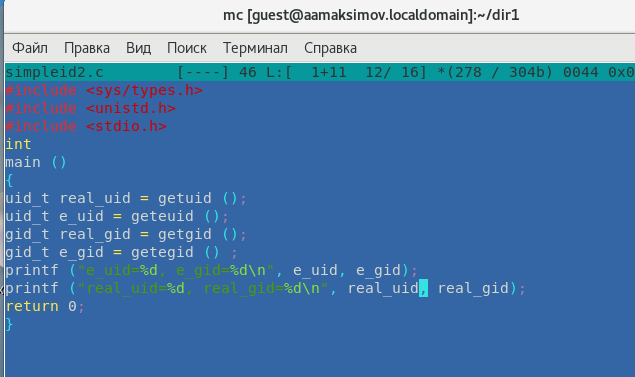 mc [guest@aamaksimov.localdomain]:~/dir1
Файл Правка Вид Поиск Терминал Справка
simpleid2.c [----] 46 L:[ 1+11 12/ 16] *(278 / 304b) 0044 0x0
#include <sys/types.h>
#include <unistd.h>
#include <stdio.h>
int
main ()
{
uid_t real_uid = getuid ();
uid_t e_uid = geteuid ();
gid_t real_gid = getgid ();
gid_t e_gid = getegid () ;
printf ("e_uid=%d, e_gid=%d\n", e_uid, e_gid);
printf ("real_uid=%d, real_gid=%d\n", real_uid, real_gid);
return 0;
}